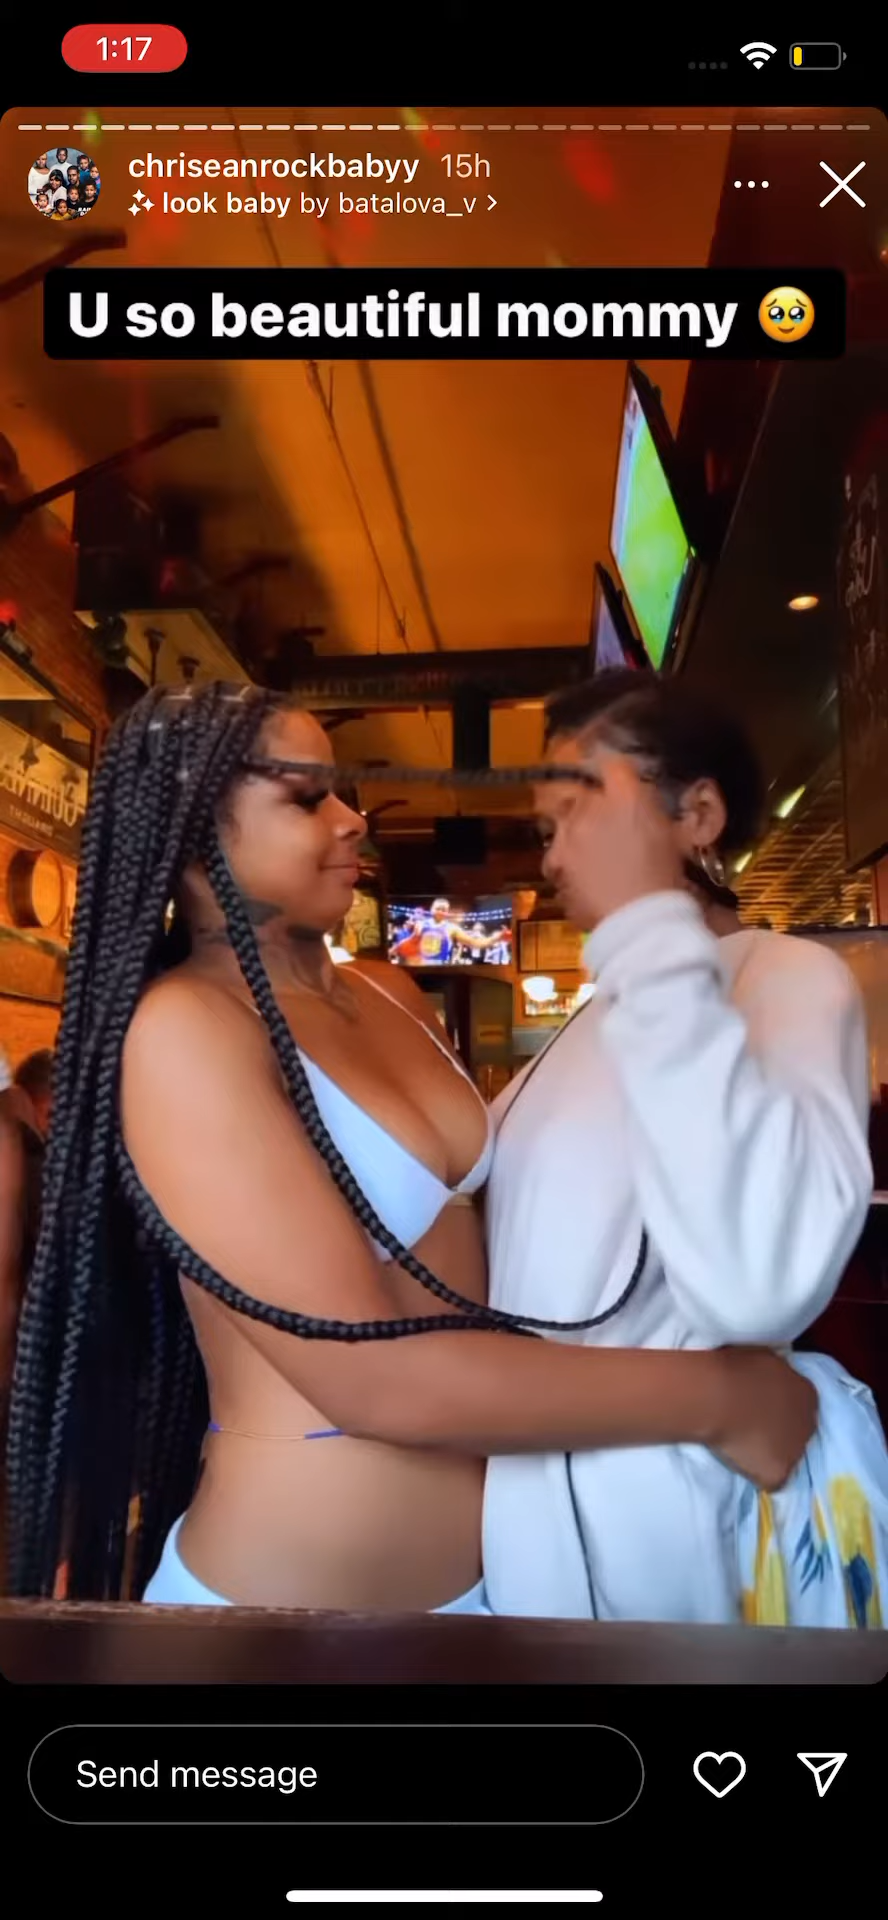 1:17
chriseanrockbabyy 15h
look baby by batalova_v >
U so beautiful mommy 🥹
Send message